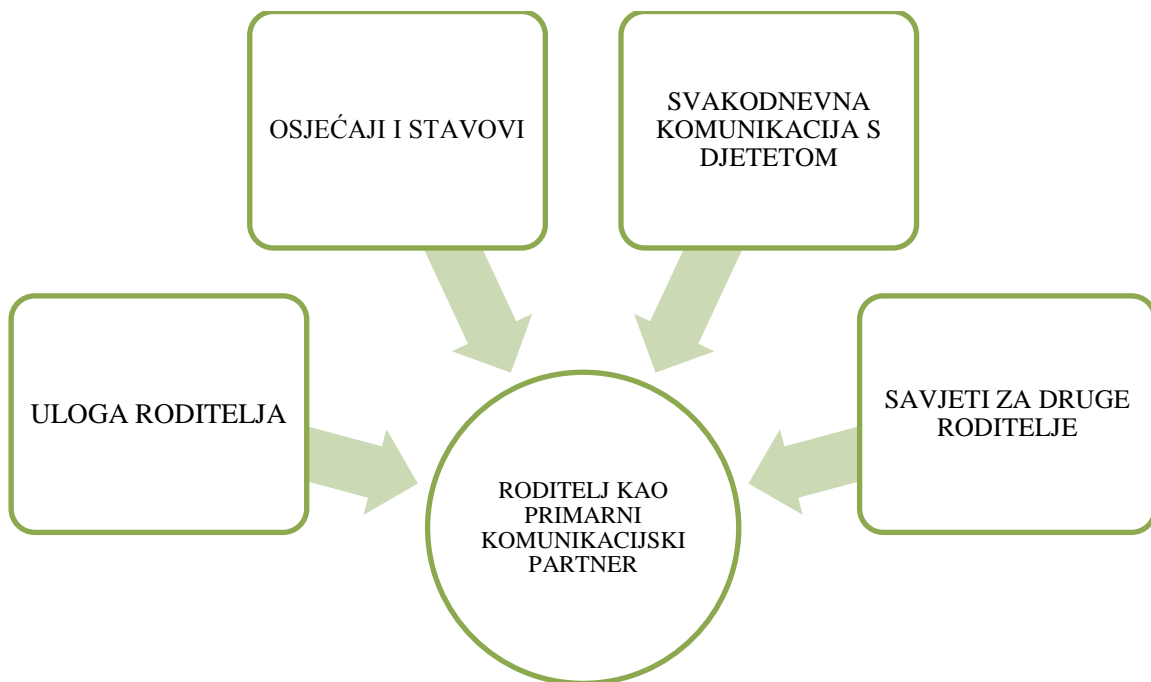 OSJEĆAJI I STAVOVI
SVAKODNEVNA
KOMUNIKACIJA S
DJETETOM
ULOGA RODITELJA
SAVJETI ZA DRUGE
RODITELJE
RODITELJ KAO
PRIMARNI
KOMUNIKACIJSKI
PARTNER